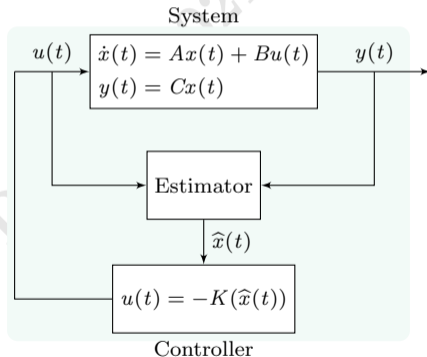 System
u(t)
ẋ(t) = Ax(t) + Bu(t)
y(t) = Cx(t)
y(t)
Estimator
x̂(t)
u(t) = −K(x̂(t))
Controller